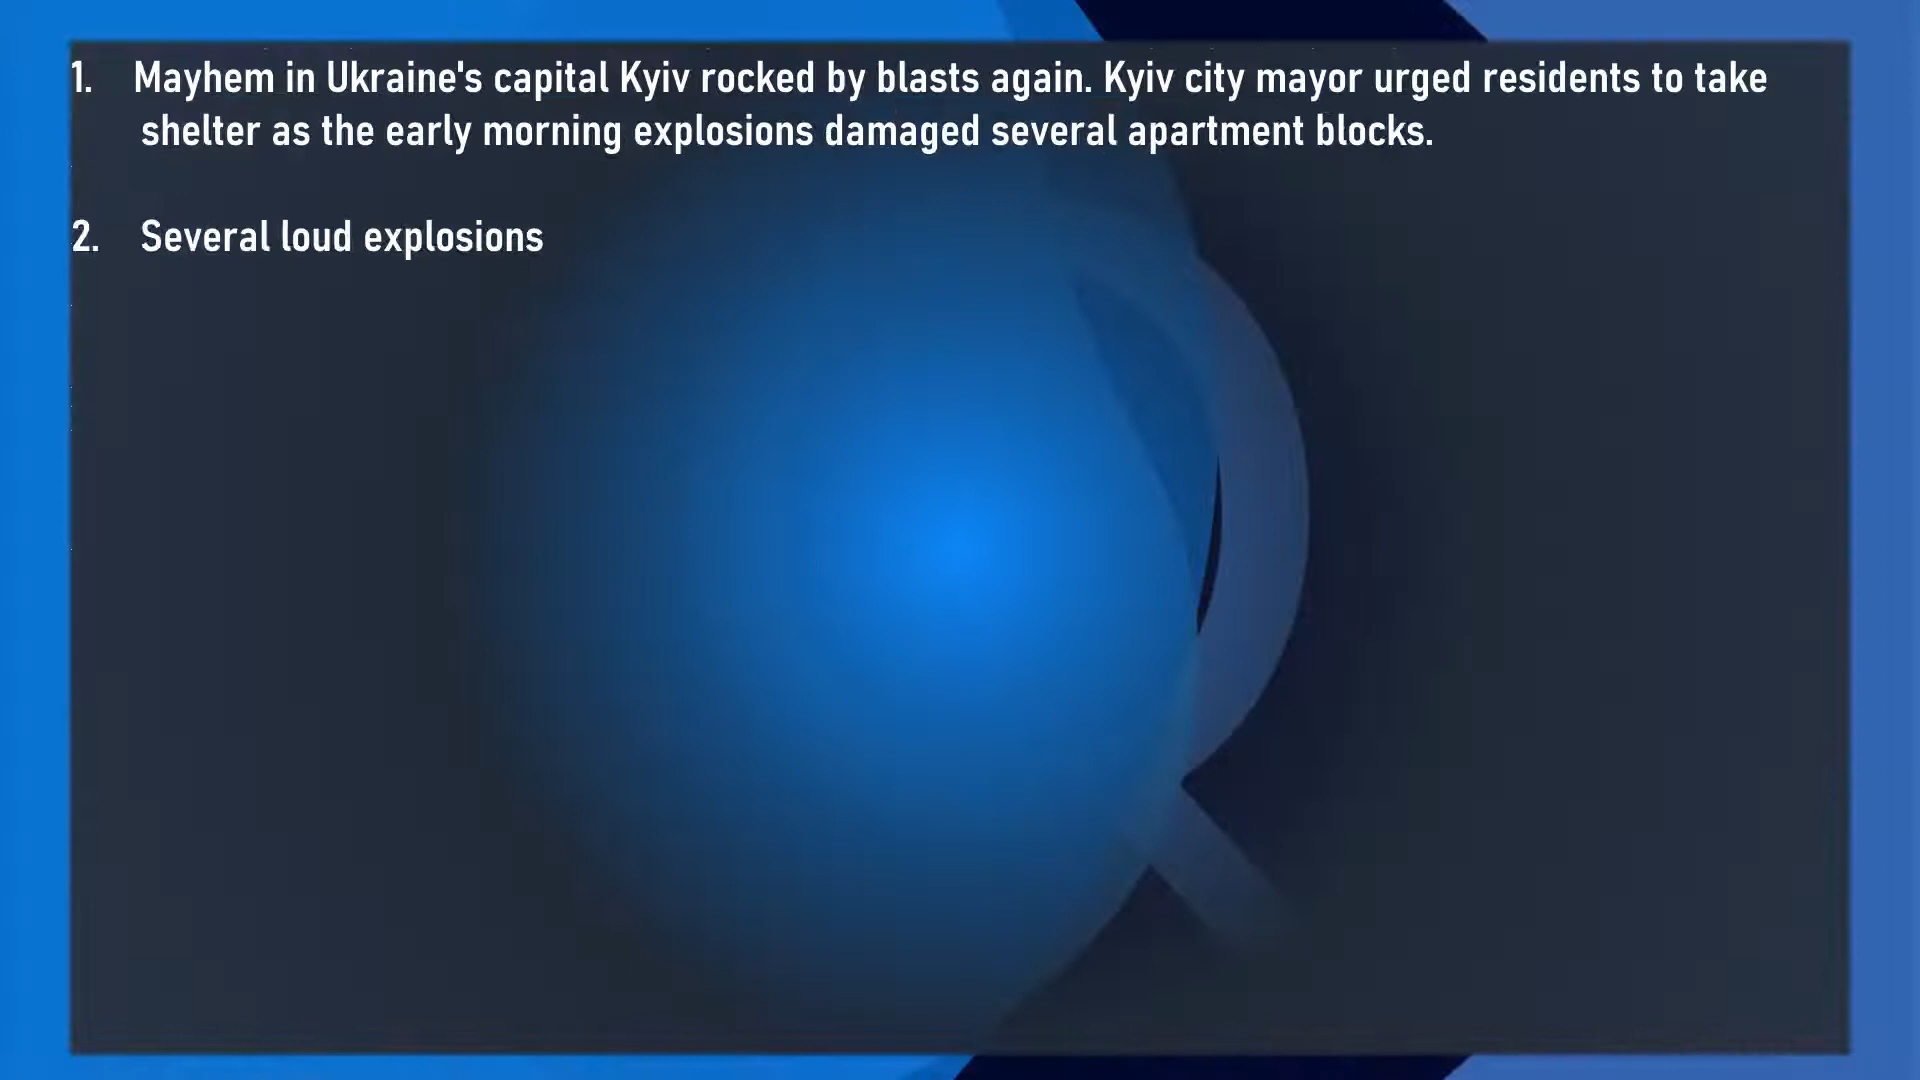 1. Mayhem in Ukraine's capital Kyiv rocked by blasts again. Kyiv city mayor urged residents to take
shelter as the early morning explosions damaged several apartment blocks.
2. Several loud explosions